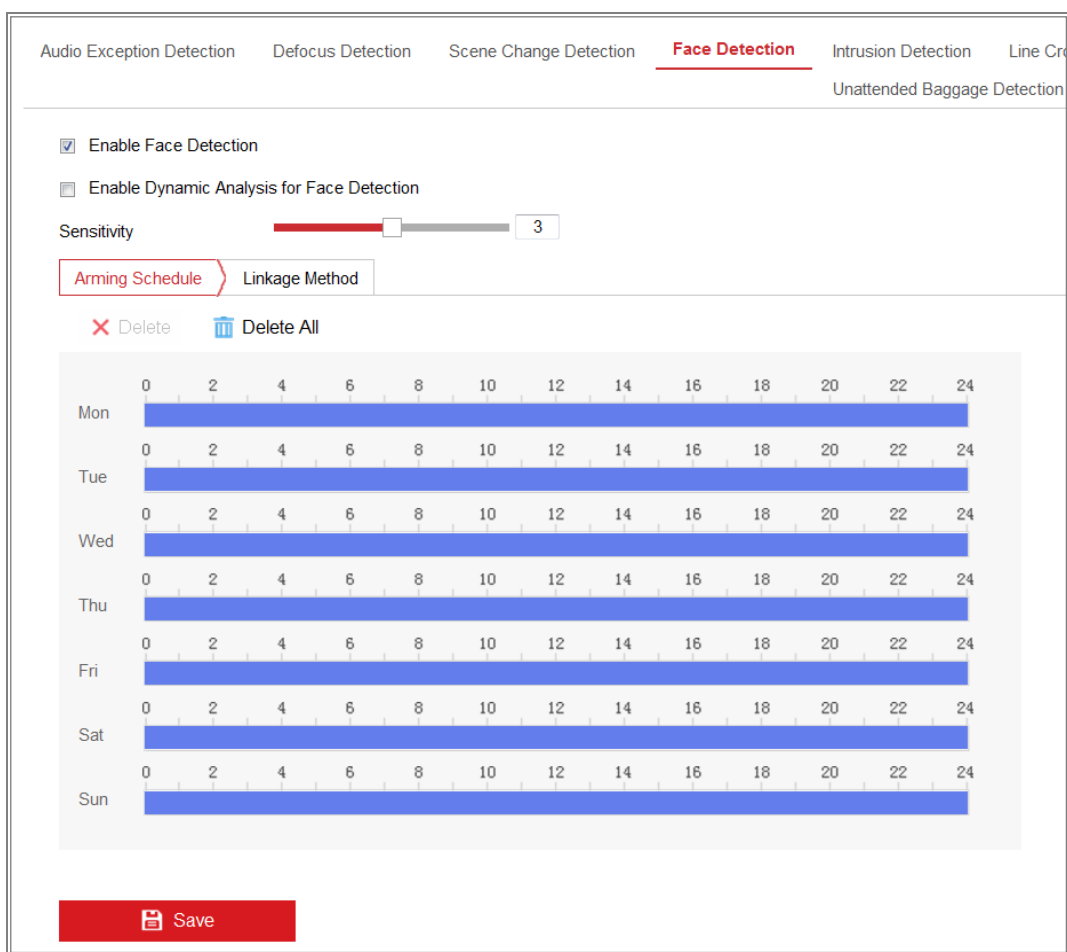 Audio Exception Detection Defocus Detection Scene Change Detection Face Detection Intrusion Detection Line
Unattended Baggage Detection
Enable Face Detection
Enable Dynamic Analysis for Face Detection
Sensitivity 3
Arming Schedule Linkage Method
Delete Delete All
0 2 4 6 8 10 12 14 16 18 20 22 24
Mon
0 2 4 6 8 10 12 14 16 18 20 22 24
Tue
0 2 4 6 8 10 12 14 16 18 20 22 24
Wed
0 2 4 6 8 10 12 14 16 18 20 22 24
Thu
0 2 4 6 8 10 12 14 16 18 20 22 24
Fri
0 2 4 6 8 10 12 14 16 18 20 22 24
Sat
0 2 4 6 8 10 12 14 16 18 20 22 24
Sun
Save